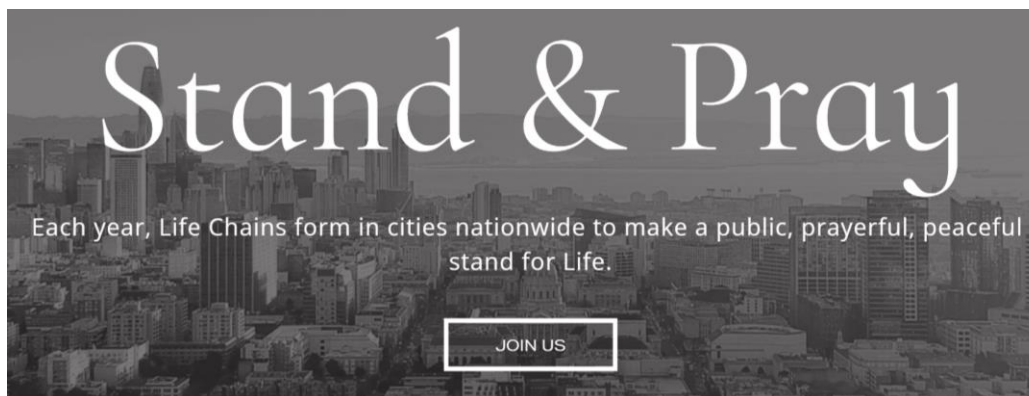 Stand & Pray
Each year, Life Chains form in cities nationwide to make a public, prayerful, peaceful
stand for Life.
JOIN US